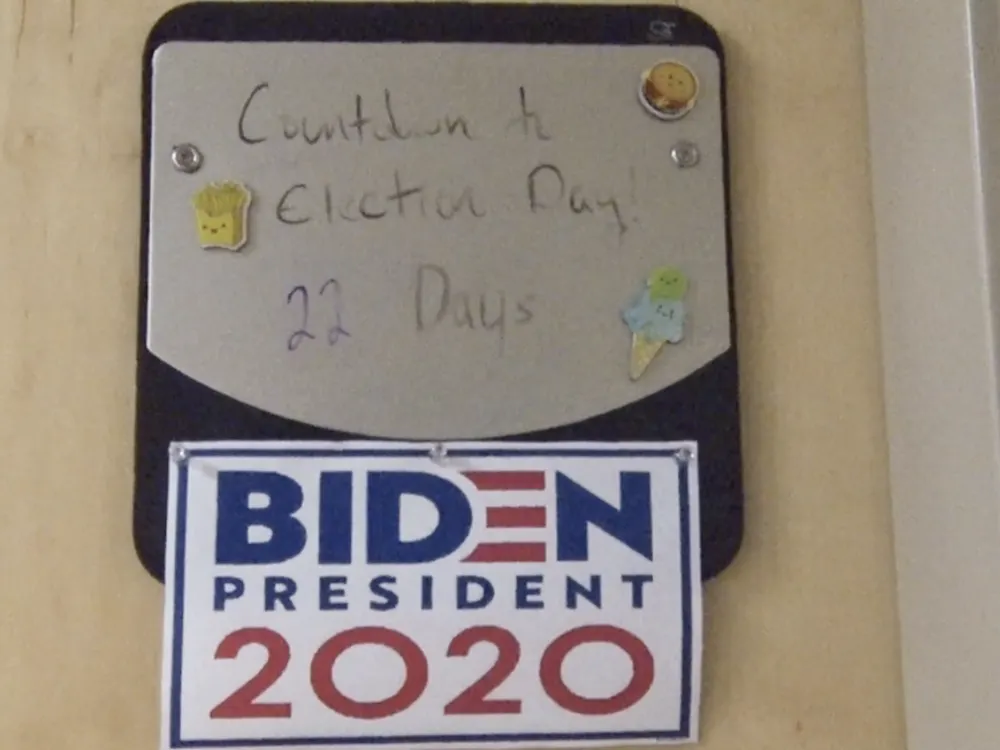 Countdown to
Election Day!
22 Days
BIDEN
PRESIDENT
2020